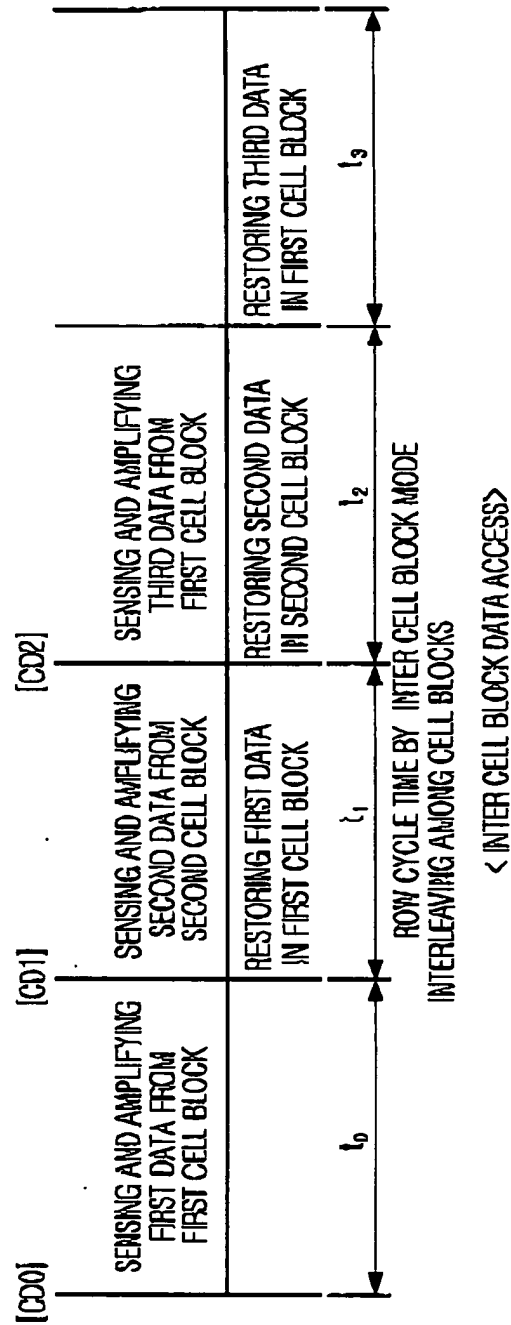 [CD0]
[CD1]
[CD2]
SENSING AND AMPLIFYING
FIRST DATA FROM
FIRST CELL BLOCK
SENSING AND AMPLIFYING
SECOND DATA FROM
SECOND CELL BLOCK
SENSING AND AMPLIFYING
THIRD DATA FROM
FIRST CELL BLOCK
RESTORING FIRST DATA
IN FIRST CELL BLOCK
RESTORING SECOND DATA
IN SECOND CELL BLOCK
RESTORING THIRD DATA
IN FIRST CELL BLOCK
t0
t1
t2
t3
ROW CYCLE TIME BY INTER CELL BLOCK MODE
INTERLEAVING AMONG CELL BLOCKS
< INTER CELL BLOCK DATA ACCESS>